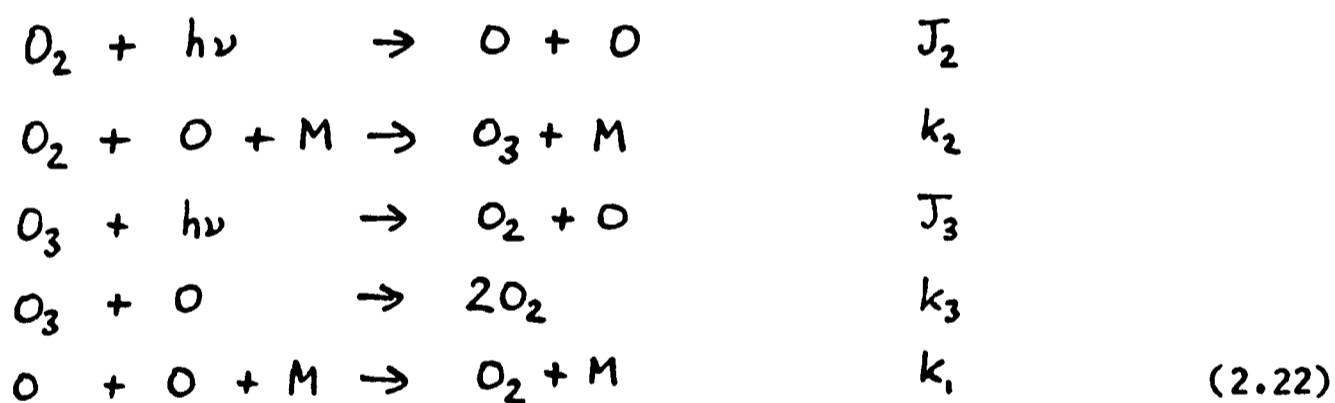 O₂ + hν → O + O J₂
O₂ + O + M → O₃ + M k₂
O₃ + hν → O₂ + O J₃
O₃ + O → 2O₂ k₃
O + O + M → O₂ + M k₁ (2.22)